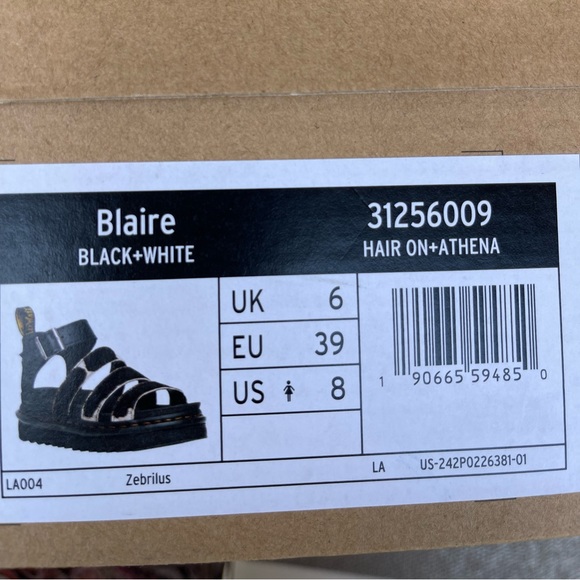 Blaire
BLACK+WHITE
31256009
HAIR ON+ATHENA
UK 6
EU 39
US 8
1 90665 59485 0
LA004
Zebrilus
LA
US-242P0226381-01